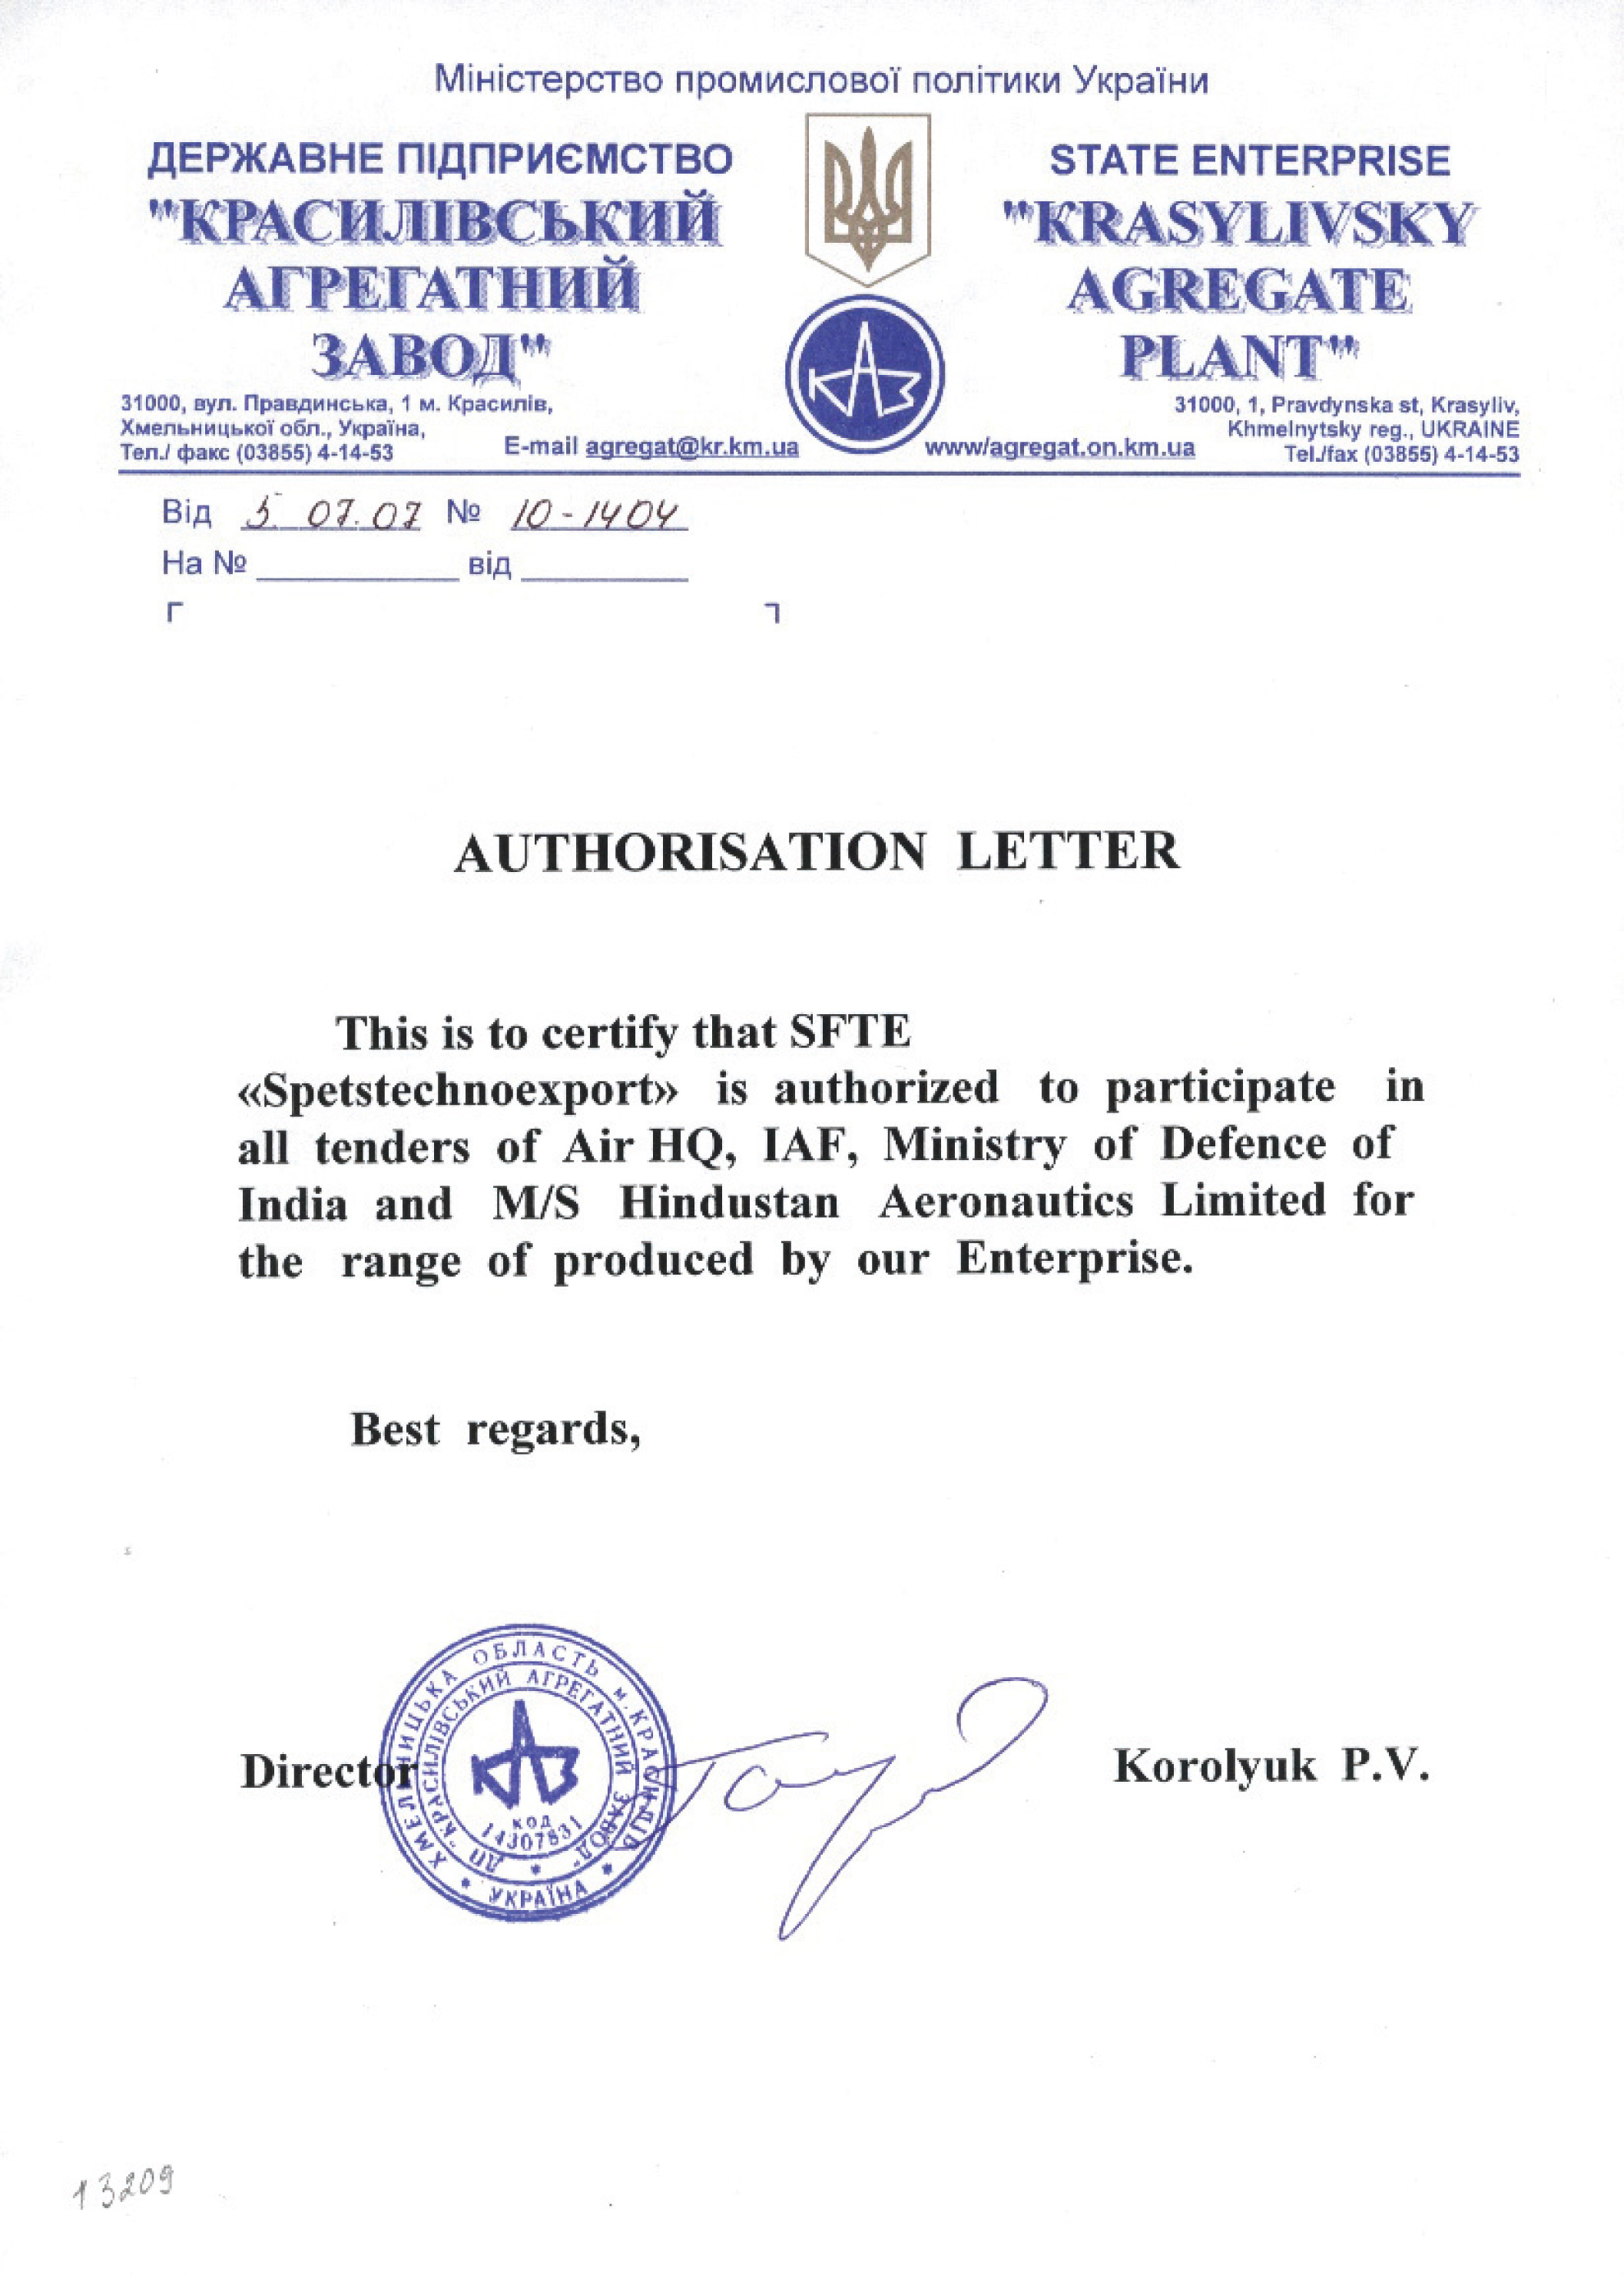 Міністерство промислової політики України
ДЕРЖАВНЕ ПІДПРИЄМСТВО
"КРАСИЛІВСЬКИЙ
АГРЕГАТНИЙ
ЗАВОД"
31000, вул. Правдинська, 1 м. Красилів,
Хмельницької обл., Україна,
Тел./ факс (03855) 4-14-53
E-mail agregat@kr.km.ua
КАЗ
STATE ENTERPRISE
"KRASYLIVSKY
AGREGATE
PLANT"
31000, 1, Pravdynska st, Krasyliv,
Khmelnytsky reg., UKRAINE
www/agregat.on.km.ua
Tel./fax (03855) 4-14-53
Від 5. 07.07 № 10-1404
На № ____________ від __________
AUTHORISATION LETTER
This is to certify that SFTE
«Spetstechnoexport» is authorized to participate in
all tenders of Air HQ, IAF, Ministry of Defence of
India and M/S Hindustan Aeronautics Limited for
the range of produced by our Enterprise.
Best regards,
Director
ХМЕЛЬНИЦЬКА ОБЛАСТЬ м. КРАСИЛІВ
* УКРАЇНА *
ДП "КРАСИЛІВСЬКИЙ АГРЕГАТНИЙ ЗАВОД" *
КАЗ
КОД
14307831
Korolyuk P.V.
13209